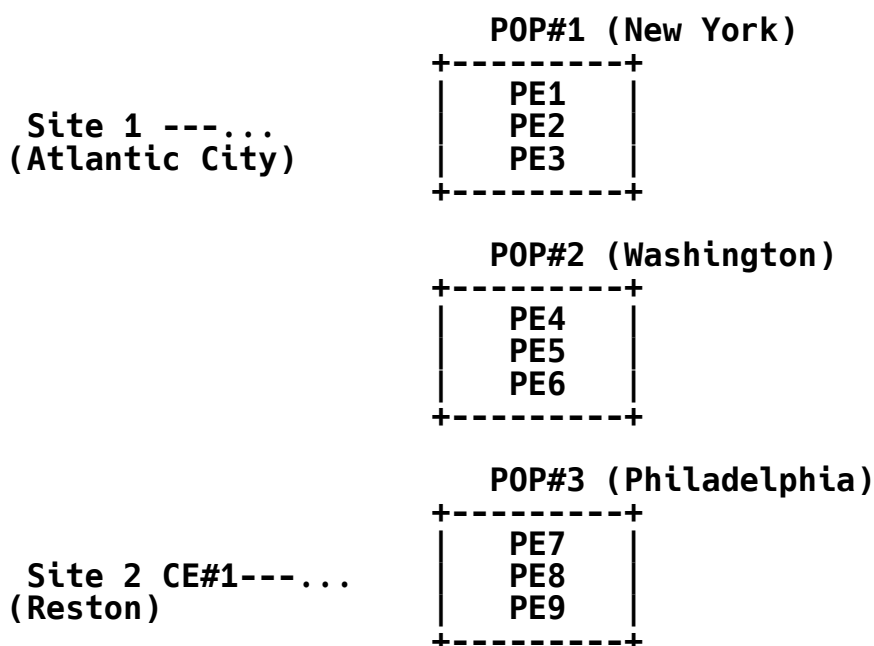 POP#1 (New York)
                      +---------+
                      |   PE1   |
 Site 1 ---...        |   PE2   |
(Atlantic City)       |   PE3   |
                      +---------+

                         POP#2 (Washington)
                      +---------+
                      |   PE4   |
                      |   PE5   |
                      |   PE6   |
                      +---------+

                         POP#3 (Philadelphia)
                      +---------+
                      |   PE7   |
 Site 2 CE#1---...    |   PE8   |
(Reston)              |   PE9   |
                      +---------+